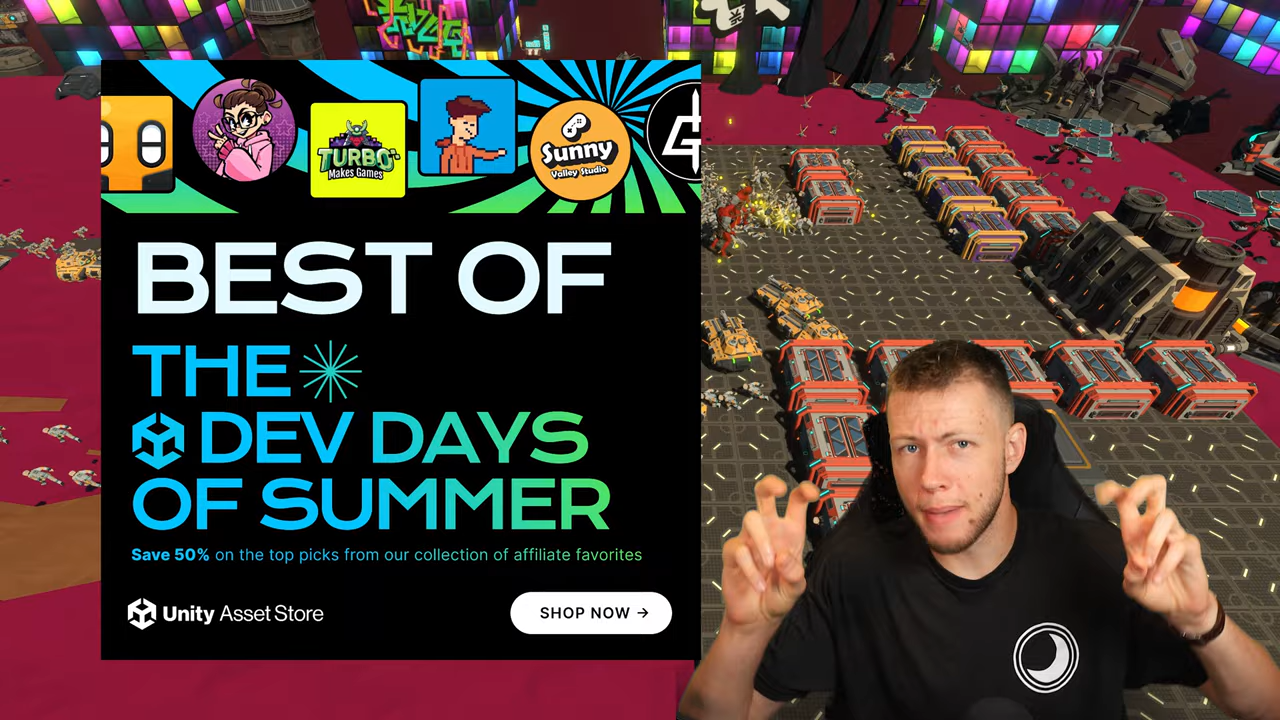 TURBO
Makes Games
Sunny
Valley Studio
BEST OF
THE
DEV DAYS
OF SUMMER
Save 50% on the top picks from our collection of affiliate favorites
Unity Asset Store
SHOP NOW →